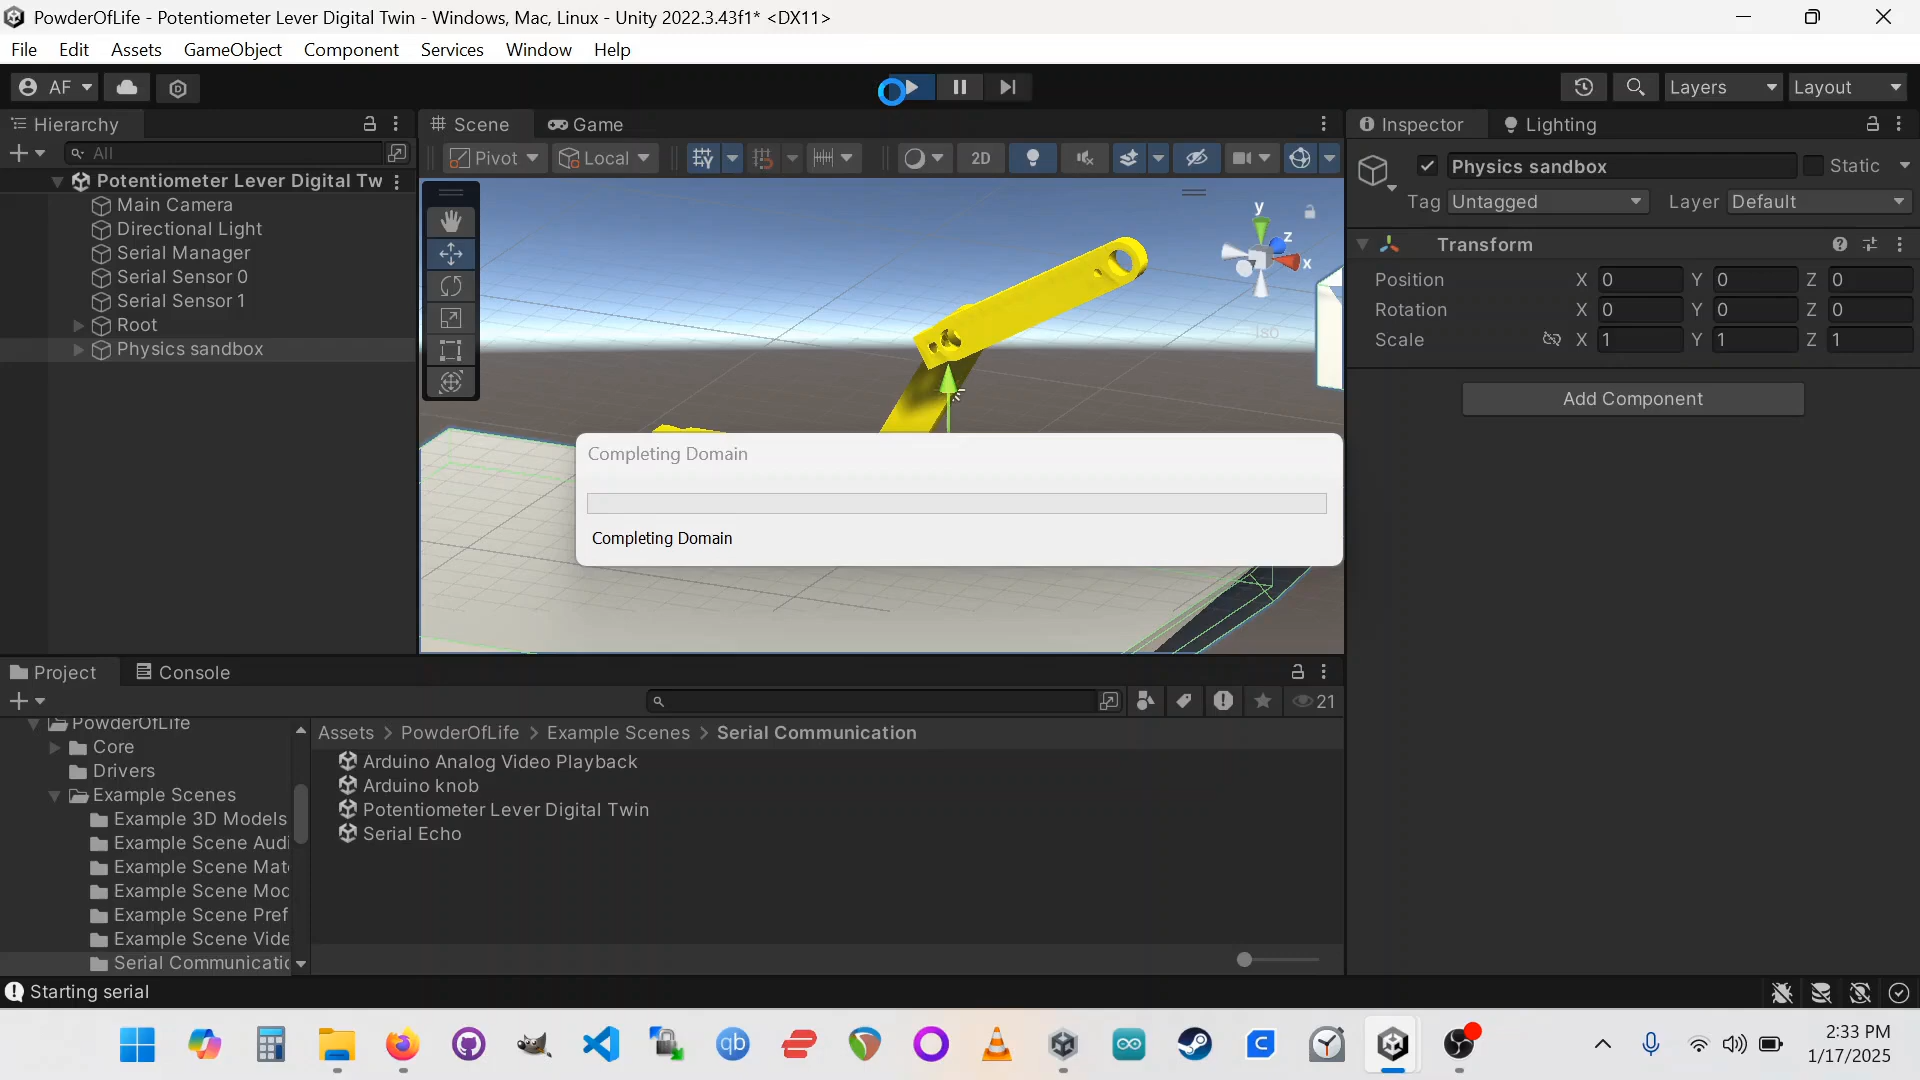 PowderOfLife - Potentiometer Lever Digital Twin - Windows, Mac, Linux - Unity 2022.3.43f1* <DX11>
File Edit Assets GameObject Component Services Window Help
AF
Layers Layout
Hierarchy
All
Potentiometer Lever Digital Tw
Main Camera
Directional Light
Serial Manager
Serial Sensor 0
Serial Sensor 1
Root
Physics sandbox
Scene Game
Pivot Local 2D
y
z
x
Iso
Completing Domain
Completing Domain
Inspector Lighting
Physics sandbox Static
Tag Untagged Layer Default
Transform
Position X 0 Y 0 Z 0
Rotation X 0 Y 0 Z 0
Scale X 1 Y 1 Z 1
Add Component
Project Console
21
PowderOfLife
Core
Drivers
Example Scenes
Example 3D Models
Example Scene Audi
Example Scene Mat
Example Scene Mod
Example Scene Pref
Example Scene Vide
Serial Communicatio
Assets > PowderOfLife > Example Scenes > Serial Communication
Arduino Analog Video Playback
Arduino knob
Potentiometer Lever Digital Twin
Serial Echo
Starting serial
qb
C
2:33 PM
1/17/2025